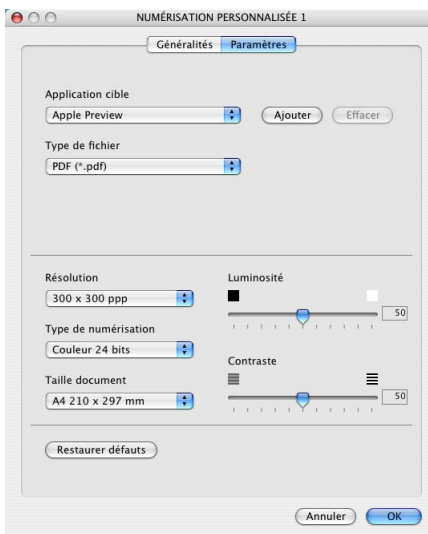 NUMÉRISATION PERSONNALISÉE 1
Généralités Paramètres
Application cible
Apple Preview Ajouter Effacer
Type de fichier
PDF (*.pdf)
Résolution Luminosité
300 x 300 ppp
50
Type de numérisation
Couleur 24 bits
Contraste
Taille document
A4 210 x 297 mm 50
Restaurer défauts
Annuler OK